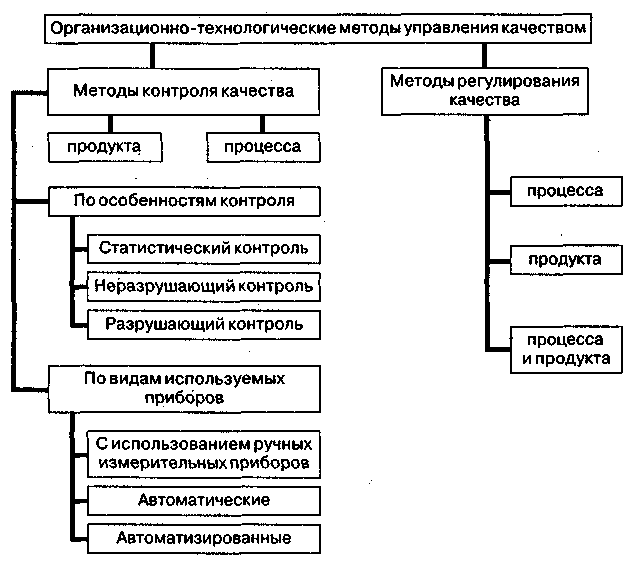 Организационно-технологические методы управления качеством
Методы контроля качества
продукта
процесса
По особенностям контроля
Статистический контроль
Неразрушающий контроль
Разрушающий контроль
По видам используемых
приборов
С использованием ручных
измерительных приборов
Автоматические
Автоматизированные
Методы регулирования
качества
процесса
продукта
процесса
и продукта